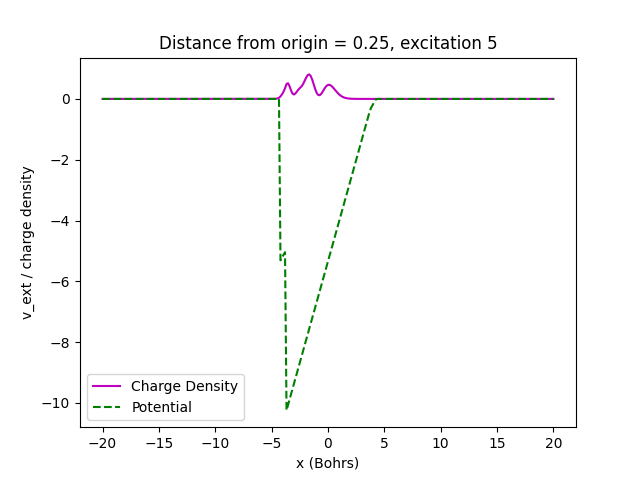 Distance from origin = 0.25, excitation 5
v_ext / charge density
0
−2
−4
−6
−8
−10
Charge Density
Potential
−20 −15 −10 −5 0 5 10 15 20
x (Bohrs)